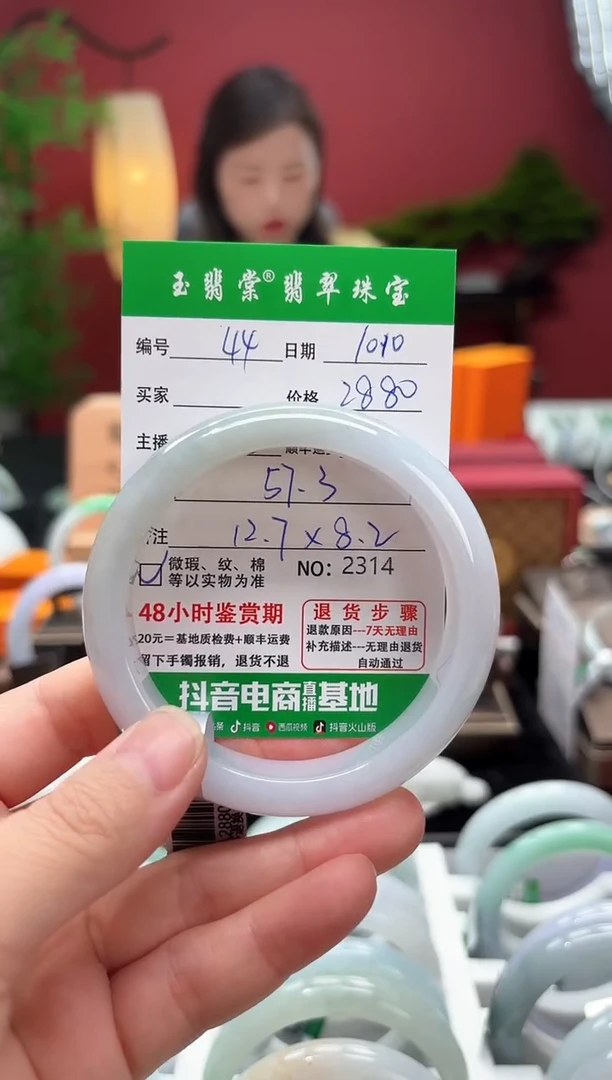 玉翡棠®翡翠珠宝
编号 44 日期 1010
买家 价格 2880
主播
57.3
注 12.7×8.2
微瑕、纹、棉
等以实物为准
NO: 2314
48小时鉴赏期
20元=基地质检费+顺丰运费
留下手镯报销,退货不退
退货步骤
退款原因---7天无理由
补充描述---无理由退货
自动通过
抖音电商直播基地
抖音 西瓜视频 抖音火山版